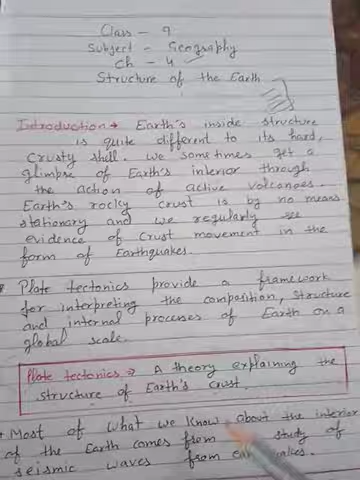 Class - 9
Subject - Geography
Ch - 4
Structure of the Earth
Introduction → Earth's inside structure
is quite different to its hard,
crusty shell. We sometimes get a
glimpse of Earth's interior through
the action of active volcanoes.
Earth's rocky crust is by no means
stationary and we regularly see
evidence of crust movement in the
form of Earthquakes.
Plate tectonics provide a framework
for interpreting the composition, structure
and internal processes of Earth on a
global scale.
Plate tectonics → A theory explaining the
structure of Earth's crust.
Most of what we know about the interior
of the Earth comes from study of
seismic waves from earthquakes.